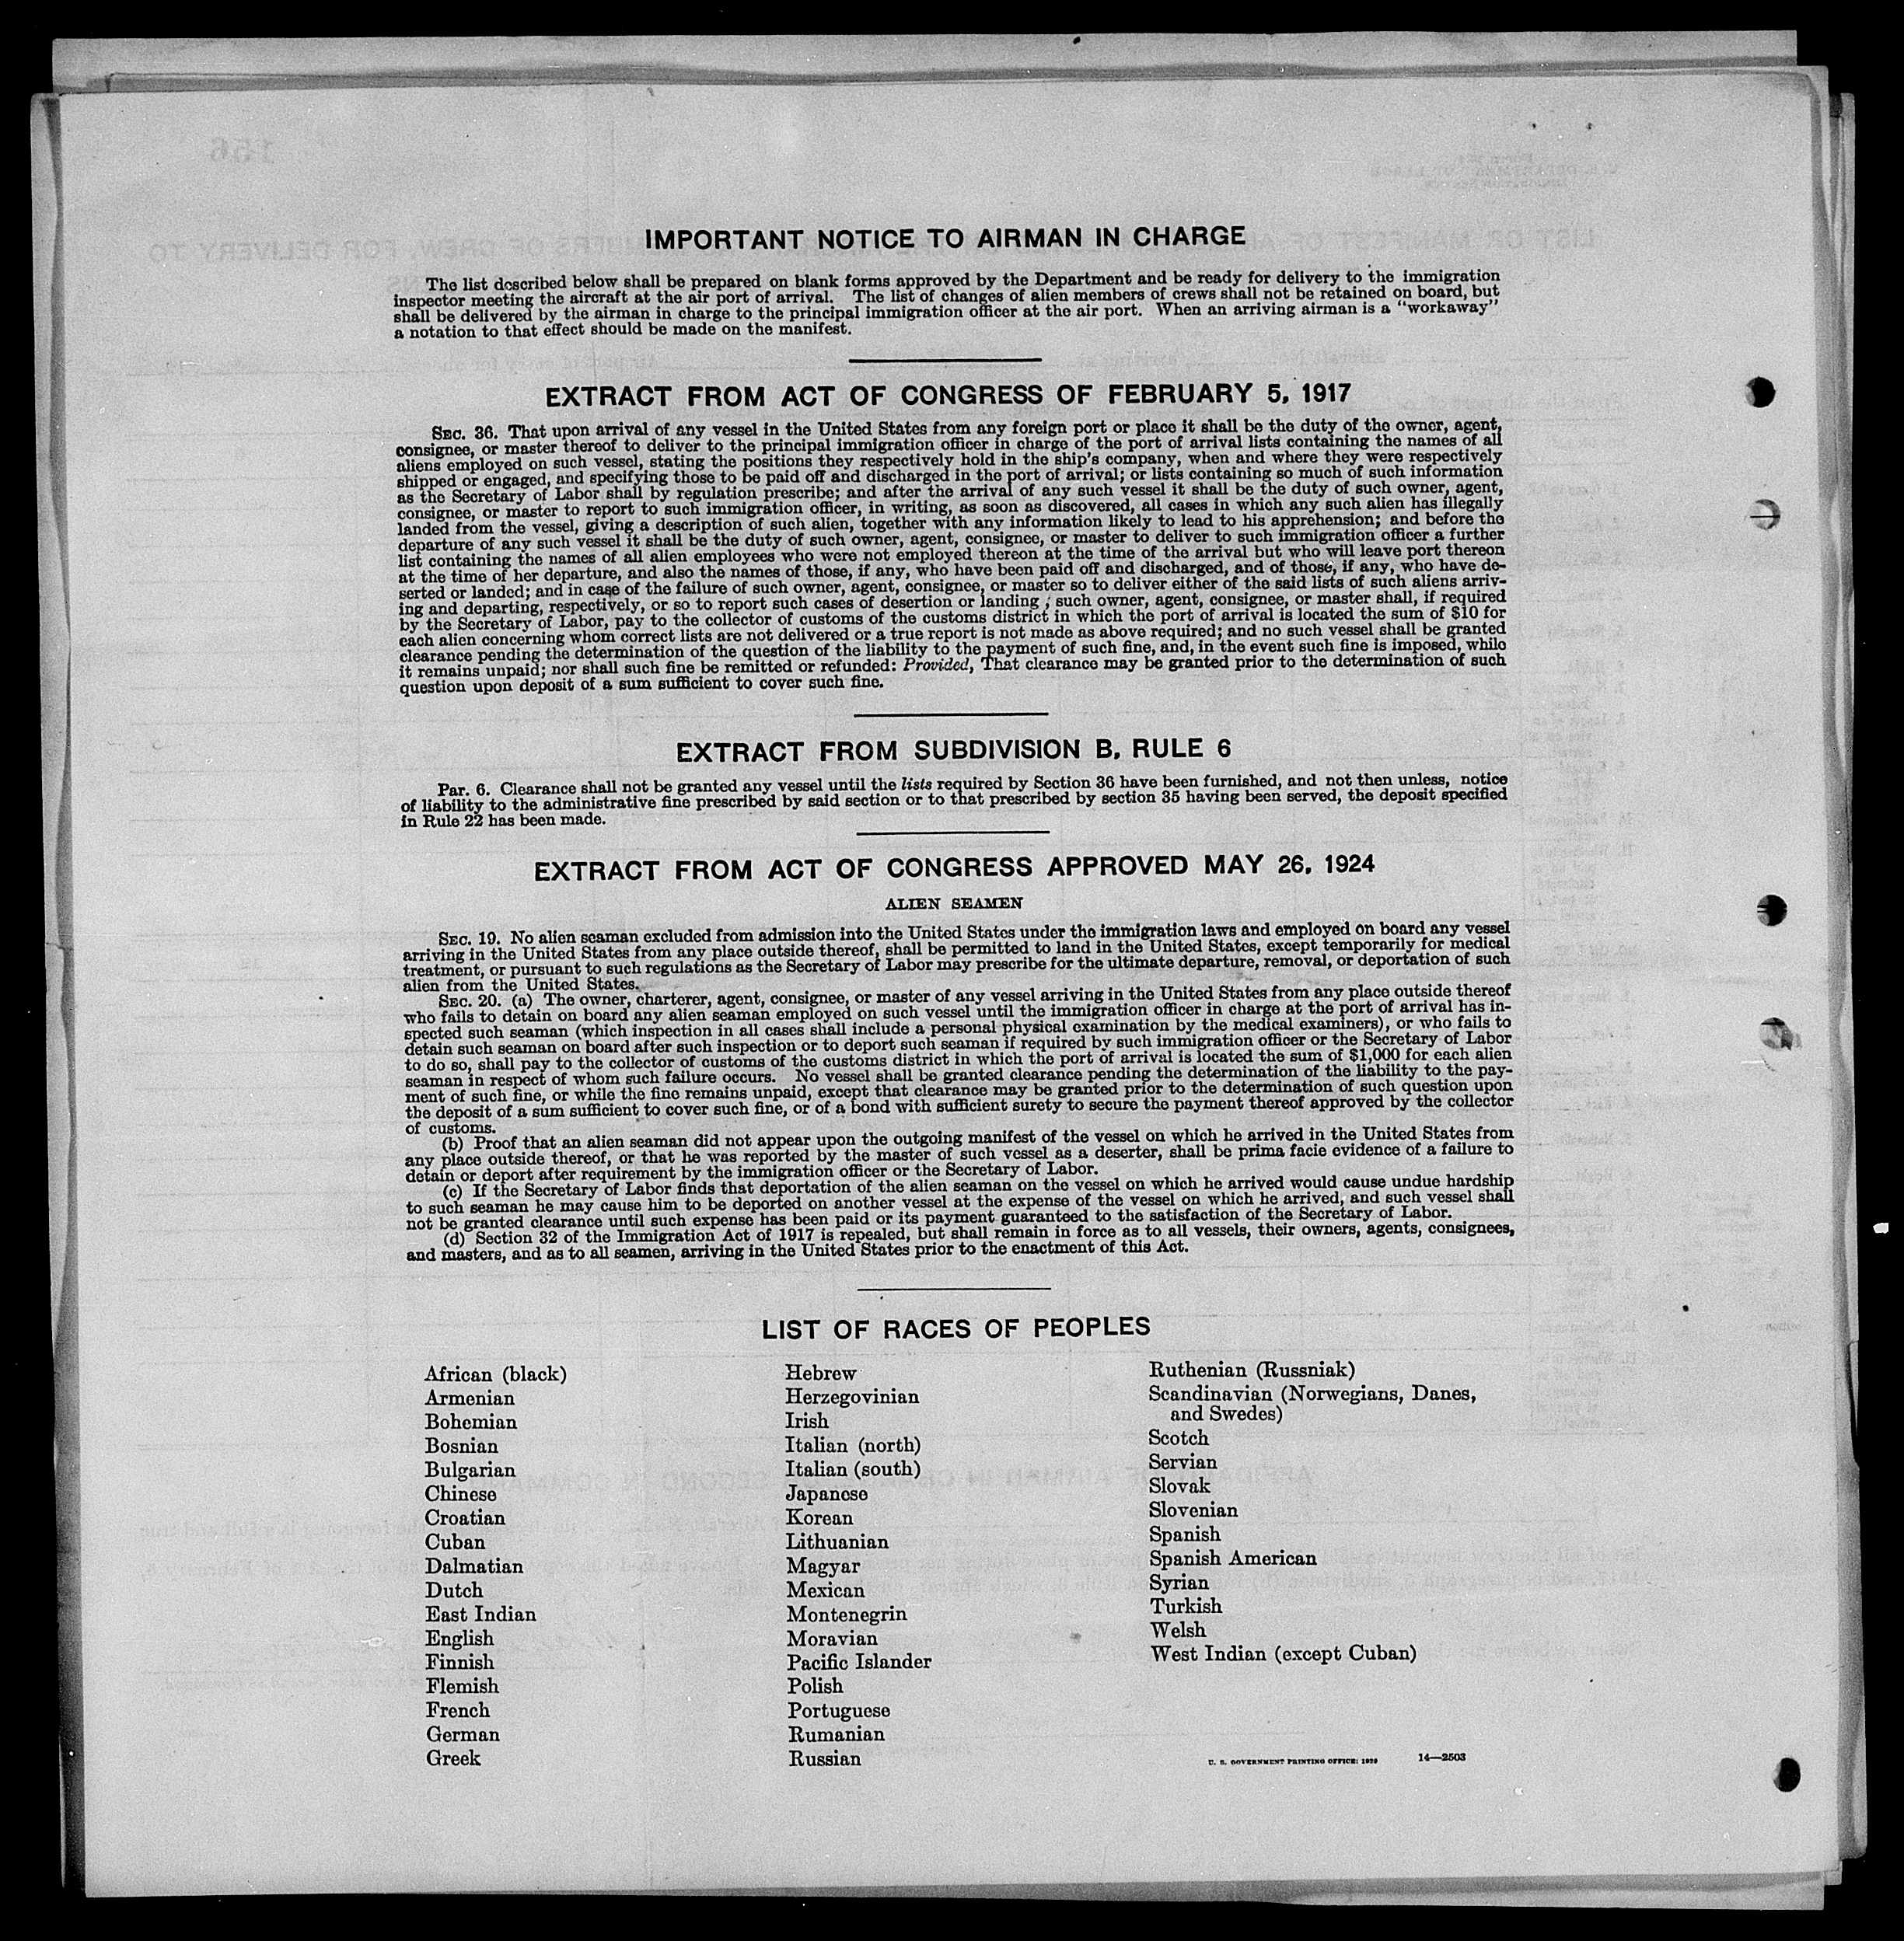 IMPORTANT NOTICE TO AIRMAN IN CHARGE
The list described below shall be prepared on blank forms approved by the Department and be ready for delivery to the immigration
inspector meeting the aircraft at the air port of arrival. The list of changes of alien members of crews shall not be retained on board, but
shall be delivered by the airman in charge to the principal immigration officer at the air port. When an arriving airman is a "workaway"
a notation to that effect should be made on the manifest.
EXTRACT FROM ACT OF CONGRESS OF FEBRUARY 5, 1917
SEC. 36. That upon arrival of any vessel in the United States from any foreign port or place it shall be the duty of the owner, agent,
consignee, or master thereof to deliver to the principal immigration officer in charge of the port of arrival lists containing the names of all
aliens employed on such vessel, stating the positions they respectively hold in the ship's company, when and where they were respectively
shipped or engaged, and specifying those to be paid off and discharged in the port of arrival; or lists containing so much of such information
as the Secretary of Labor shall by regulation prescribe; and after the arrival of any such vessel it shall be the duty of such owner, agent,
consignee, or master to report to such immigration officer, in writing, as soon as discovered, all cases in which any such alien has illegally
landed from the vessel, giving a description of such alien, together with any information likely to lead to his apprehension; and before the
departure of any such vessel it shall be the duty of such owner, agent, consignee, or master to deliver to such immigration officer a further
list containing the names of all alien employees who were not employed thereon at the time of the arrival but who will leave port thereon
at the time of her departure, and also the names of those, if any, who have been paid off and discharged, and of those, if any, who have de-
serted or landed; and in case of the failure of such owner, agent, consignee, or master so to deliver either of the said lists of such aliens arriv-
ing and departing, respectively, or so to report such cases of desertion or landing; such owner, agent, consignee, or master shall, if required
by the Secretary of Labor, pay to the collector of customs of the customs district in which the port of arrival is located the sum of $10 for
each alien concerning whom correct lists are not delivered or a true report is not made as above required; and no such vessel shall be granted
clearance pending the determination of the question of the liability to the payment of such fine, and, in the event such fine is imposed, while
it remains unpaid; nor shall such fine be remitted or refunded: Provided, That clearance may be granted prior to the determination of such
question upon deposit of a sum sufficient to cover such fine.
EXTRACT FROM SUBDIVISION B, RULE 6
Par. 6. Clearance shall not be granted any vessel until the lists required by Section 36 have been furnished, and not then unless, notice
of liability to the administrative fine prescribed by said section or to that prescribed by section 35 having been served, the deposit specified
in Rule 22 has been made.
EXTRACT FROM ACT OF CONGRESS APPROVED MAY 26, 1924
ALIEN SEAMEN
SEC. 19. No alien seaman excluded from admission into the United States under the immigration laws and employed on board any vessel
arriving in the United States from any place outside thereof, shall be permitted to land in the United States, except temporarily for medical
treatment, or pursuant to such regulations as the Secretary of Labor may prescribe for the ultimate departure, removal, or deportation of such
alien from the United States.
SEC. 20. (a) The owner, charterer, agent, consignee, or master of any vessel arriving in the United States from any place outside thereof
who fails to detain on board any alien seaman employed on such vessel until the immigration officer in charge at the port of arrival has in-
spected such seaman (which inspection in all cases shall include a personal physical examination by the medical examiners), or who fails to
detain such seaman on board after such inspection or to deport such seaman if required by such immigration officer or the Secretary of Labor
to do so, shall pay to the collector of customs of the customs district in which the port of arrival is located the sum of $1,000 for each alien
seaman in respect of whom such failure occurs. No vessel shall be granted clearance pending the determination of the liability to the pay-
ment of such fine, or while the fine remains unpaid, except that clearance may be granted prior to the determination of such question upon
the deposit of a sum sufficient to cover such fine, or of a bond with sufficient surety to secure the payment thereof approved by the collector
of customs.
(b) Proof that an alien seaman did not appear upon the outgoing manifest of the vessel on which he arrived in the United States from
any place outside thereof, or that he was reported by the master of such vessel as a deserter, shall be prima facie evidence of a failure to
detain or deport after requirement by the immigration officer or the Secretary of Labor.
(c) If the Secretary of Labor finds that deportation of the alien seaman on the vessel on which he arrived would cause undue hardship
to such seaman he may cause him to be deported on another vessel at the expense of the vessel on which he arrived, and such vessel shall
not be granted clearance until such expense has been paid or its payment guaranteed to the satisfaction of the Secretary of Labor.
(d) Section 32 of the Immigration Act of 1917 is repealed, but shall remain in force as to all vessels, their owners, agents, consignees,
and masters, and as to all seamen, arriving in the United States prior to the enactment of this Act.
LIST OF RACES OF PEOPLES
African (black)
Armenian
Bohemian
Bosnian
Bulgarian
Chinese
Croatian
Cuban
Dalmatian
Dutch
East Indian
English
Finnish
Flemish
French
German
Greek
Hebrew
Herzegovinian
Irish
Italian (north)
Italian (south)
Japanese
Korean
Lithuanian
Magyar
Mexican
Montenegrin
Moravian
Pacific Islander
Polish
Portuguese
Rumanian
Russian
Ruthenian (Russniak)
Scandinavian (Norwegians, Danes,
and Swedes)
Scotch
Servian
Slovak
Slovenian
Spanish
Spanish American
Syrian
Turkish
Welsh
West Indian (except Cuban)
U. S. GOVERNMENT PRINTING OFFICE: 1929 14—2503